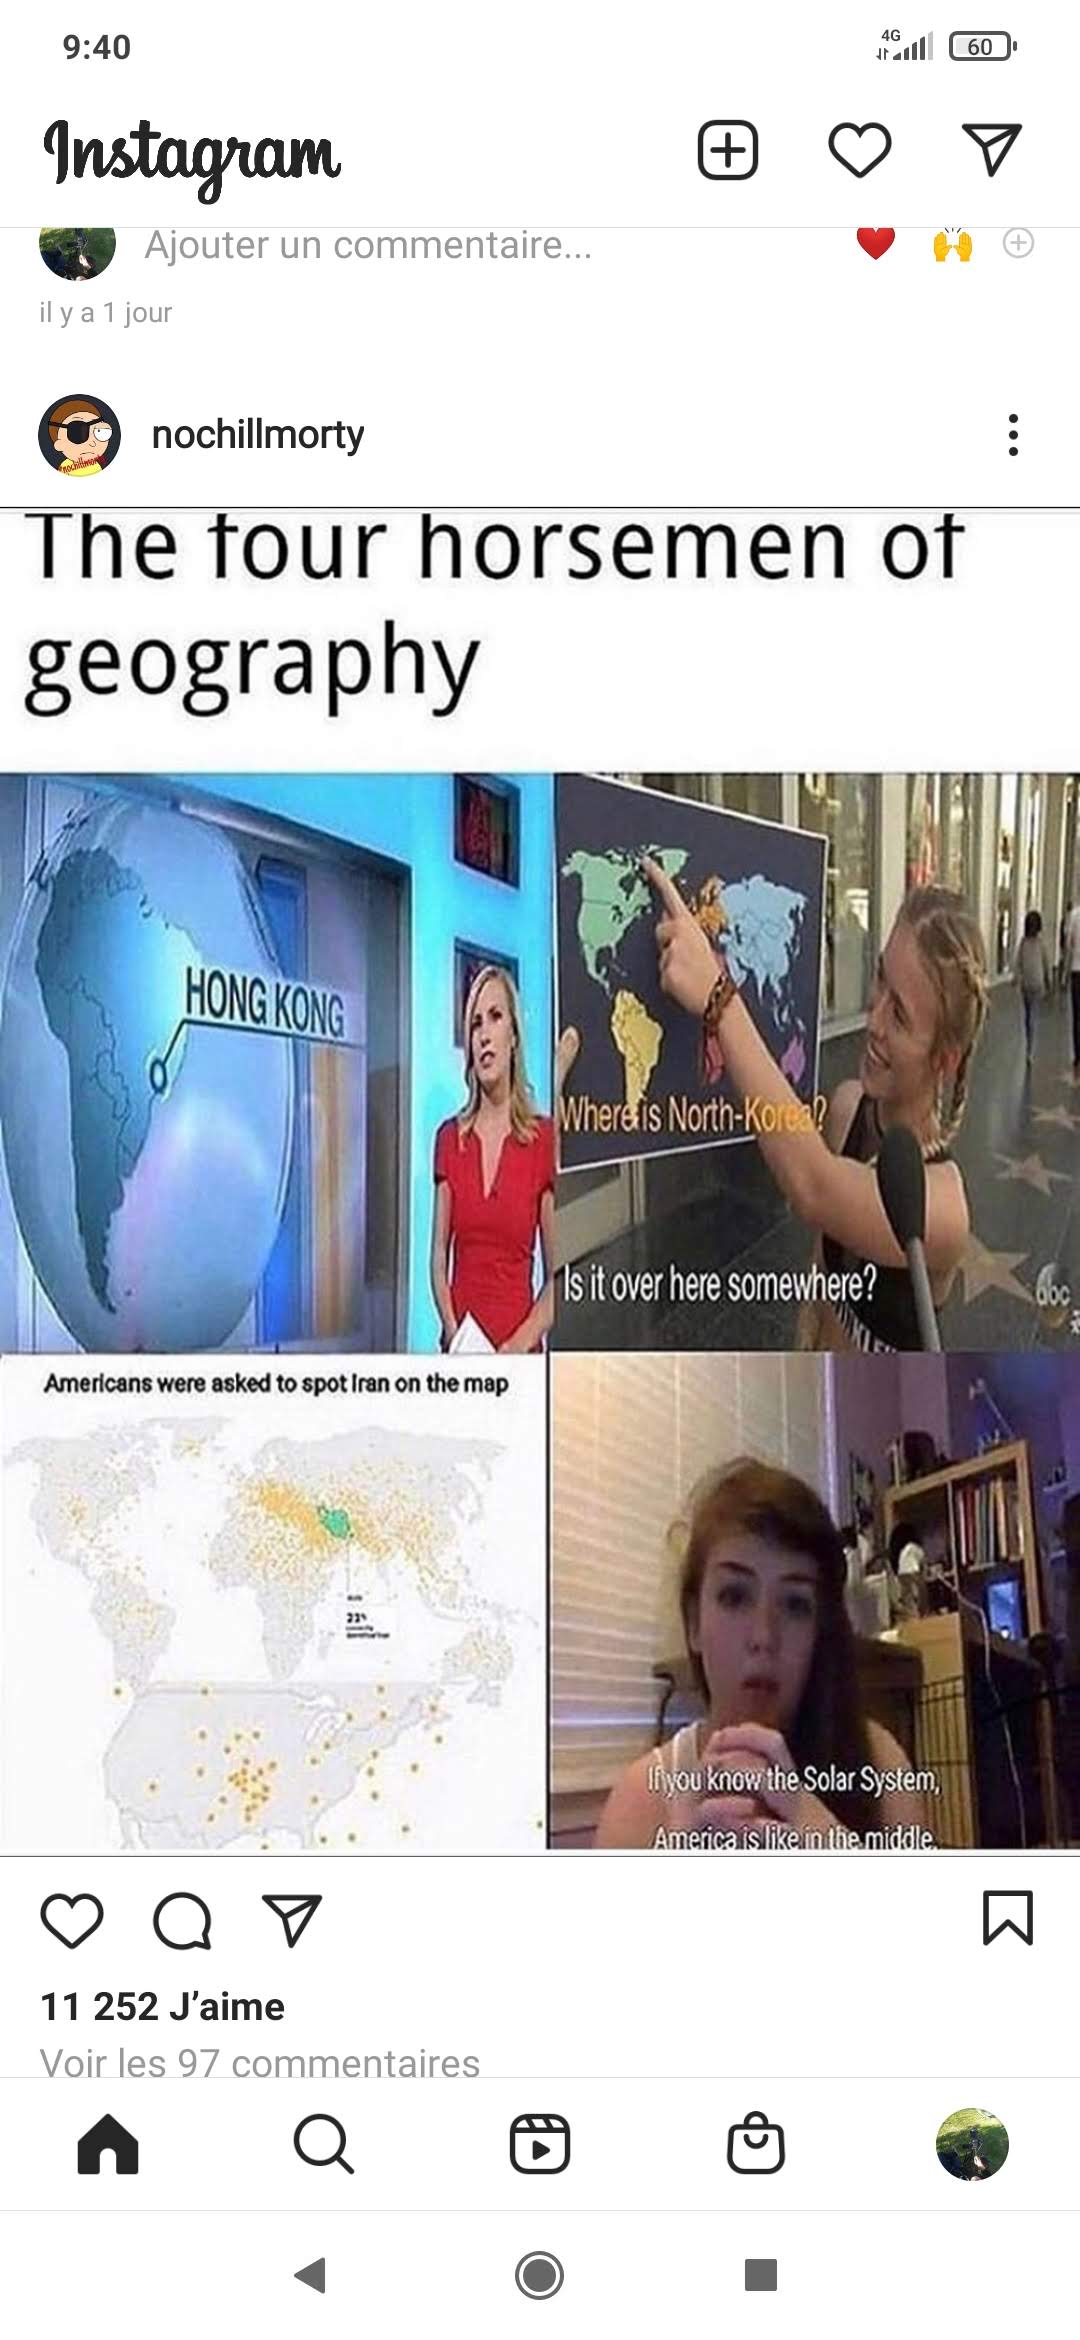 9:40
4G
60
Instagram
Ajouter un commentaire...
il y a 1 jour
nochillmorty
The four horsemen of
geography
HONG KONG
Where is North-Korea?
Is it over here somewhere?
abc
Americans were asked to spot Iran on the map
If you know the Solar System,
America is like in the middle.
11 252 J’aime
Voir les 97 commentaires